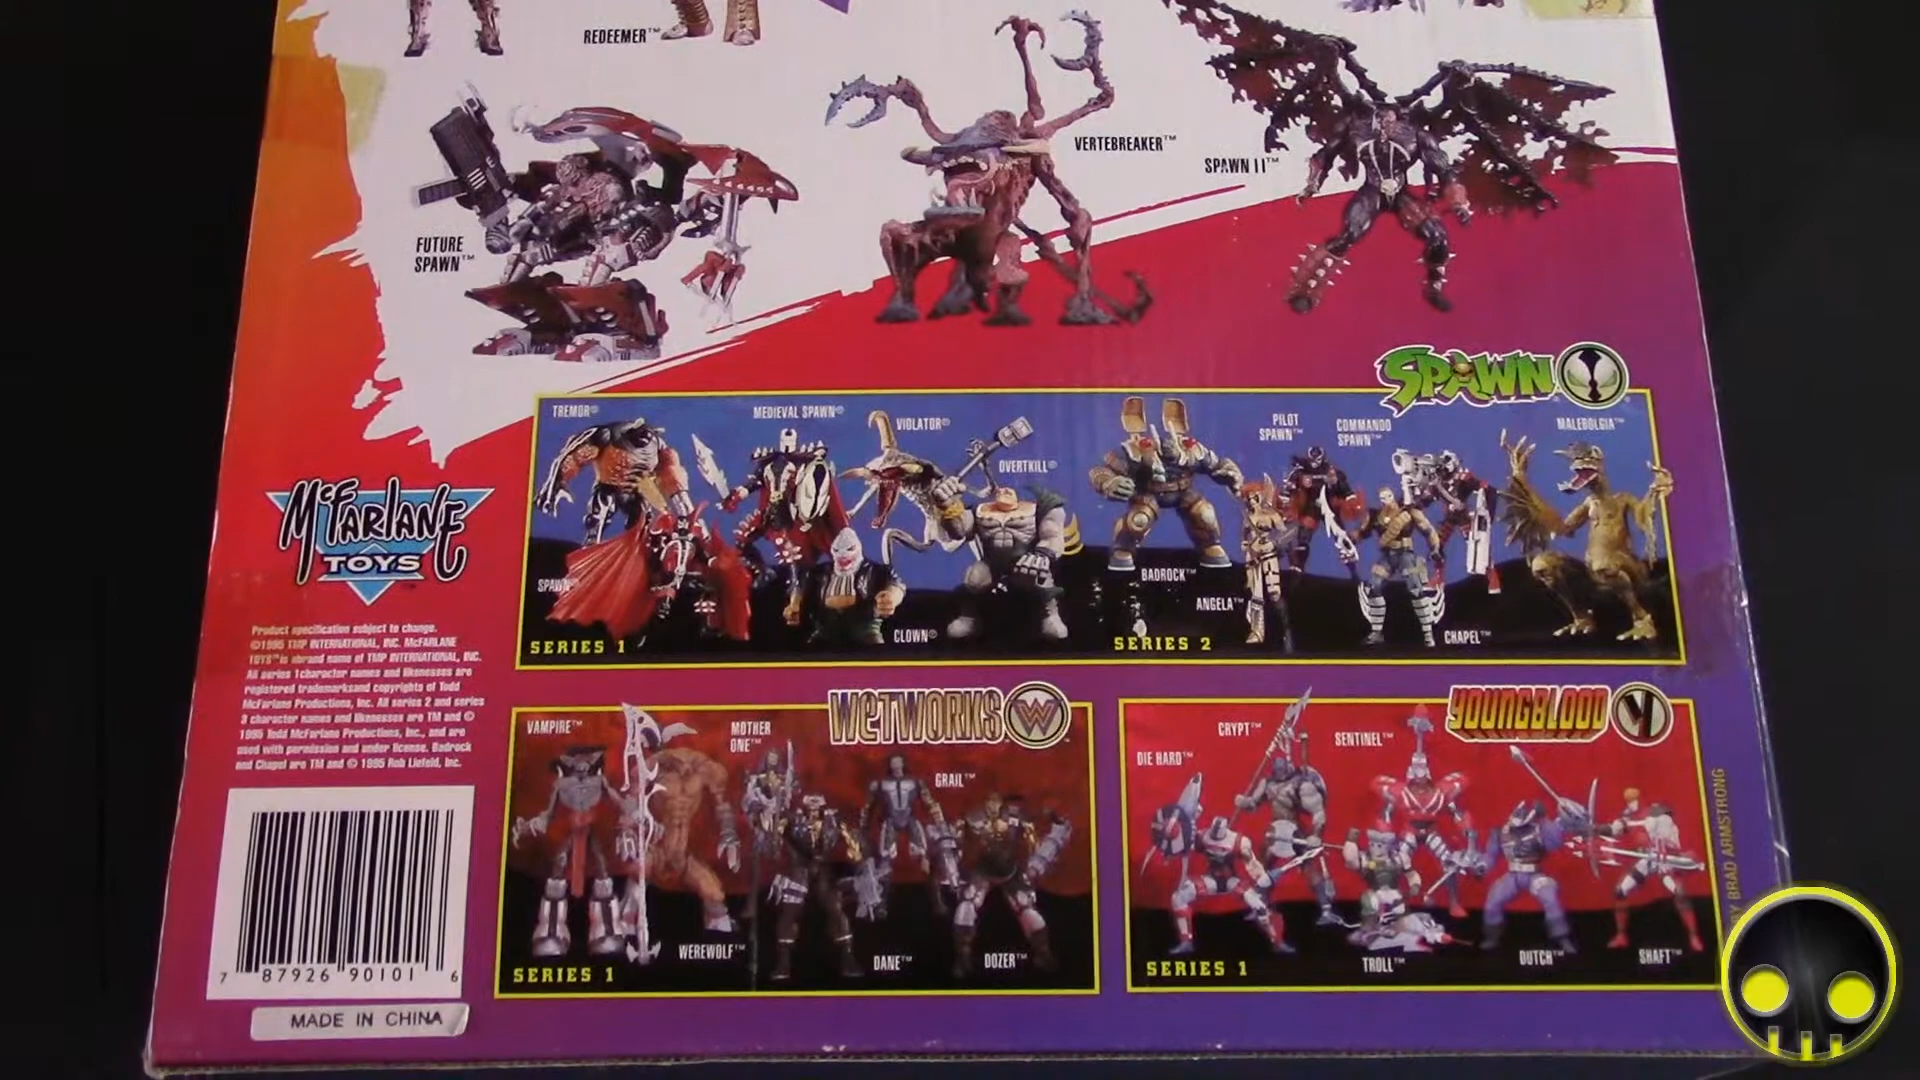 REDEEMER™
VERTEBREAKER™
SPAWN II™
FUTURE
SPAWN™
SPAWN
TREMOR®
MEDIEVAL SPAWN®
VIOLATOR®
OVERTKILL®
PILOT
SPAWN™
COMMANDO
SPAWN™
MALEBOLGIA™
SPAWN®
CLOWN®
BADROCK™
ANGELA™
CHAPEL™
SERIES 1
SERIES 2
McFARLANE
TOYS
Product specification subject to change.
©1995 TMP INTERNATIONAL, INC. McFARLANE
TOYS™ is a brand name of TMP INTERNATIONAL, INC.
All series 1 character names and likenesses are
registered trademarks and copyrights of Todd
McFarlane Productions, Inc. All series 2 and series
3 character names and likenesses are TM and ©
1995 Todd McFarlane Productions, Inc., and are
used with permission and under license. Badrock
and Chapel are TM and © 1995 Rob Liefeld, Inc.
WETWORKS
VAMPIRE™
MOTHER
ONE™
GRAIL™
WEREWOLF™
DANE™
DOZER™
SERIES 1
YOUNGBLOOD
DIE HARD™
CRYPT™
SENTINEL™
TROLL™
DUTCH™
SHAFT™
SERIES 1
BY BRAD ARMSTRONG
7 87926 90101 6
MADE IN CHINA